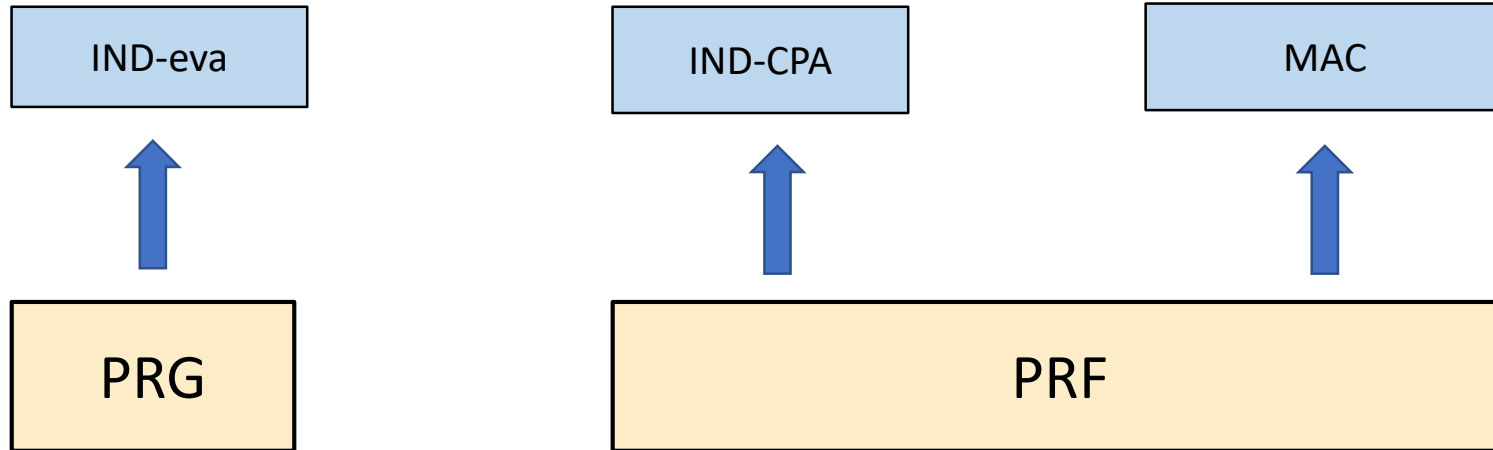 IND-eva
IND-CPA
MAC
PRG
PRF